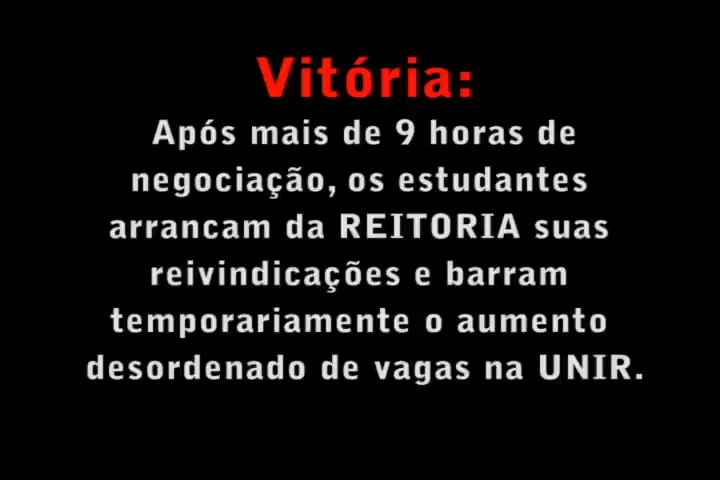 Vitória:
Após mais de 9 horas de
negociação, os estudantes
arrancam da REITORIA suas
reivindicações e barram
temporariamente o aumento
desordenado de vagas na UNIR.